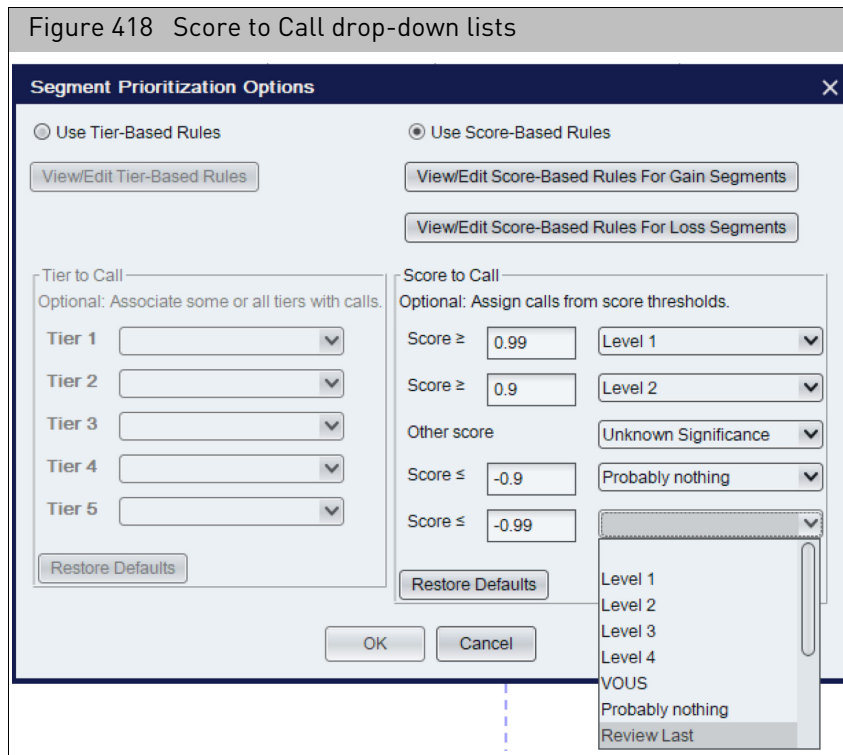 Figure 418 Score to Call drop-down lists
Segment Prioritization Options
Use Tier-Based Rules
Use Score-Based Rules
View/Edit Tier-Based Rules
View/Edit Score-Based Rules For Gain Segments
View/Edit Score-Based Rules For Loss Segments
Tier to Call
Optional: Associate some or all tiers with calls.
Tier 1
Tier 2
Tier 3
Tier 4
Tier 5
Restore Defaults
Score to Call
Optional: Assign calls from score thresholds.
Score ≥ 0.99 Level 1
Score ≥ 0.9 Level 2
Other score Unknown Significance
Score ≤ -0.9 Probably nothing
Score ≤ -0.99
Level 1
Level 2
Level 3
Level 4
VOUS
Probably nothing
Review Last
Restore Defaults
OK Cancel